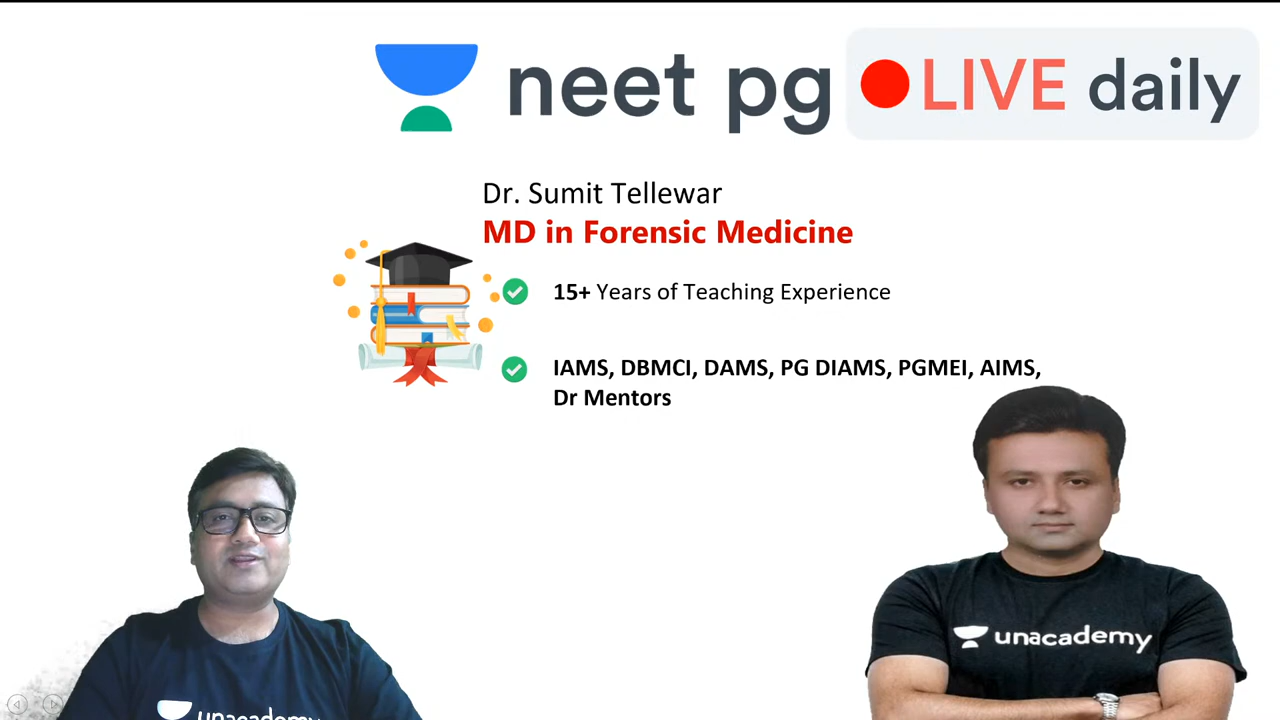 neet pg LIVE daily
Dr. Sumit Tellewar
MD in Forensic Medicine
15+ Years of Teaching Experience
IAMS, DBMCI, DAMS, PG DIAMS, PGMEI, AIMS,
Dr Mentors
unacademy
unacademy